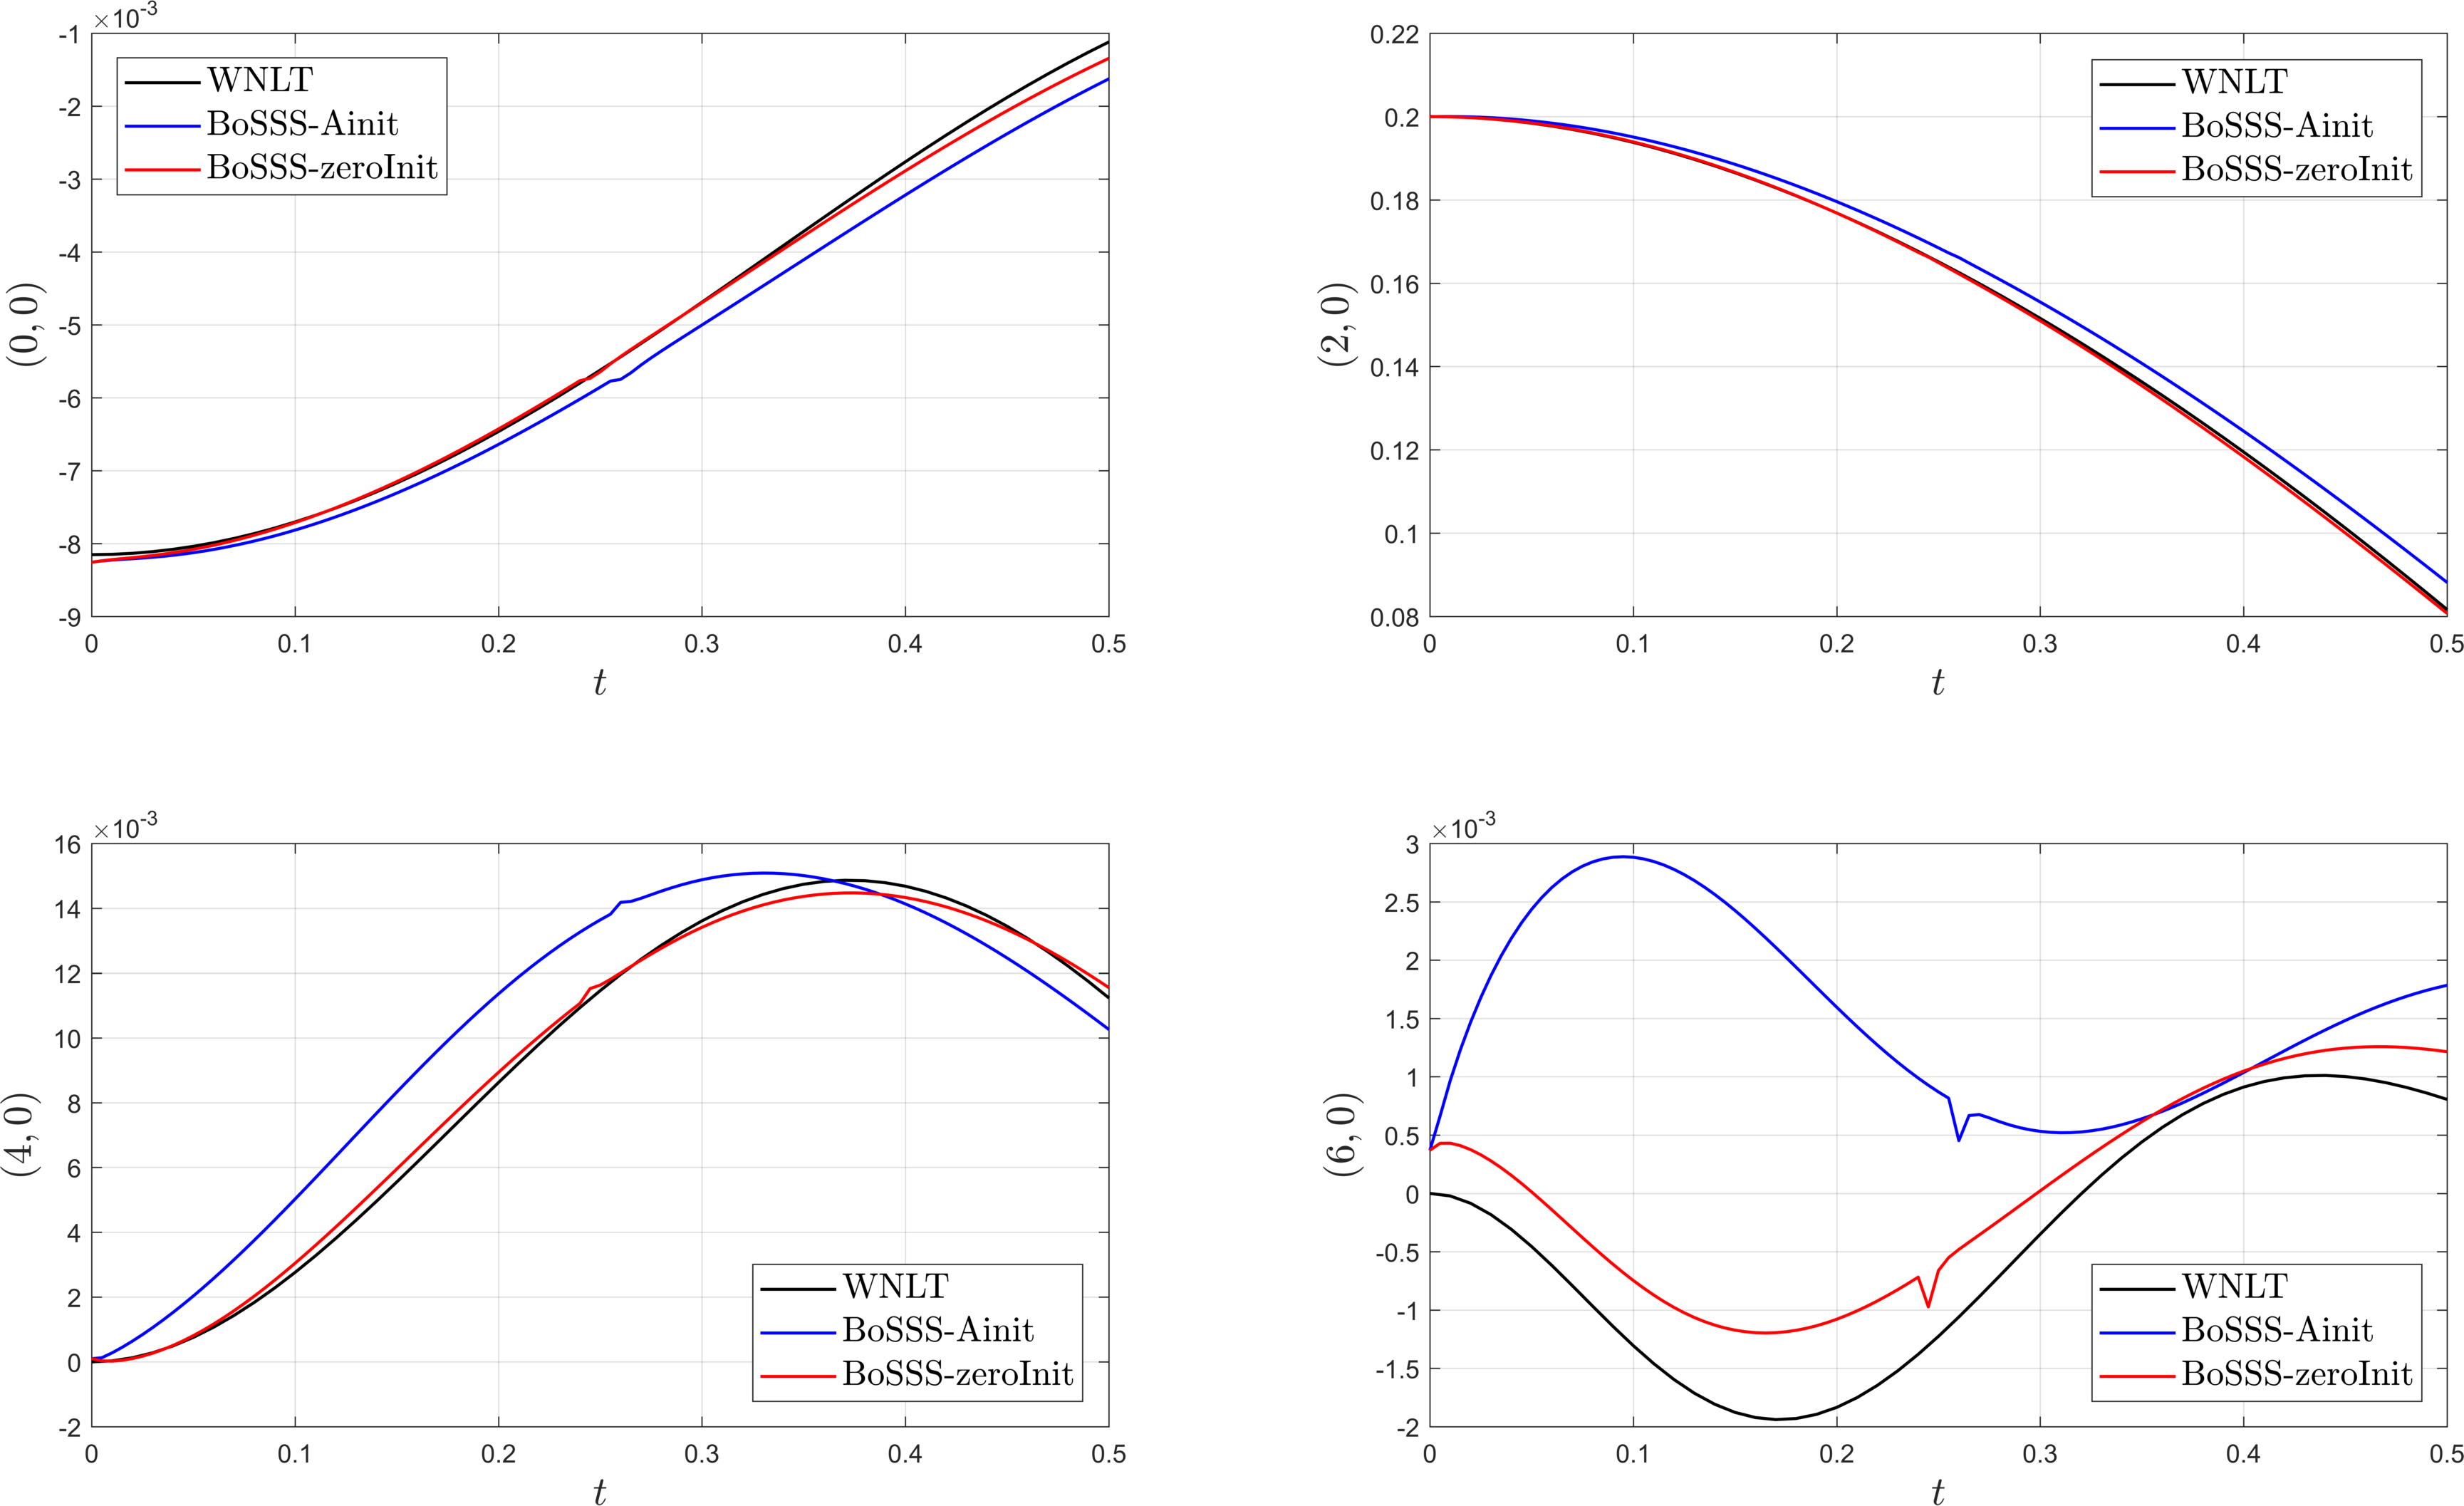 ×10-3
-1
-2
-3
-4
-5
-6
-7
-8
-9
(0, 0)
WNLT
BoSSS-Ainit
BoSSS-zeroInit
0 0.1 0.2 0.3 0.4 0.5
t
0.22
0.2
0.18
0.16
0.14
0.12
0.1
0.08
(2, 0)
WNLT
BoSSS-Ainit
BoSSS-zeroInit
0 0.1 0.2 0.3 0.4 0.5
t
×10-3
16
14
12
10
8
6
4
2
0
-2
(4, 0)
WNLT
BoSSS-Ainit
BoSSS-zeroInit
0 0.1 0.2 0.3 0.4 0.5
t
×10-3
3
2.5
2
1.5
1
0.5
0
-0.5
-1
-1.5
-2
(6, 0)
WNLT
BoSSS-Ainit
BoSSS-zeroInit
0 0.1 0.2 0.3 0.4 0.5
t